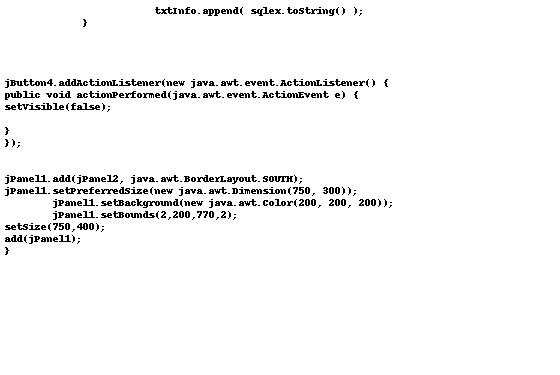 txtInfo.append( sqlex.toString() );
}
jButton4.addActionListener(new java.awt.event.ActionListener() {
public void actionPerformed(java.awt.event.ActionEvent e) {
setVisible(false);
}
});
jPanel1.add(jPanel2, java.awt.BorderLayout.SOUTH);
jPanel1.setPreferredSize(new java.awt.Dimension(750, 300));
jPanel1.setBackground(new java.awt.Color(200, 200, 200));
jPanel1.setBounds(2,200,770,2);
setSize(750,400);
add(jPanel1);
}